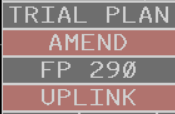 TRIAL PLAN
AMEND
FP 29Ø
UPLINK